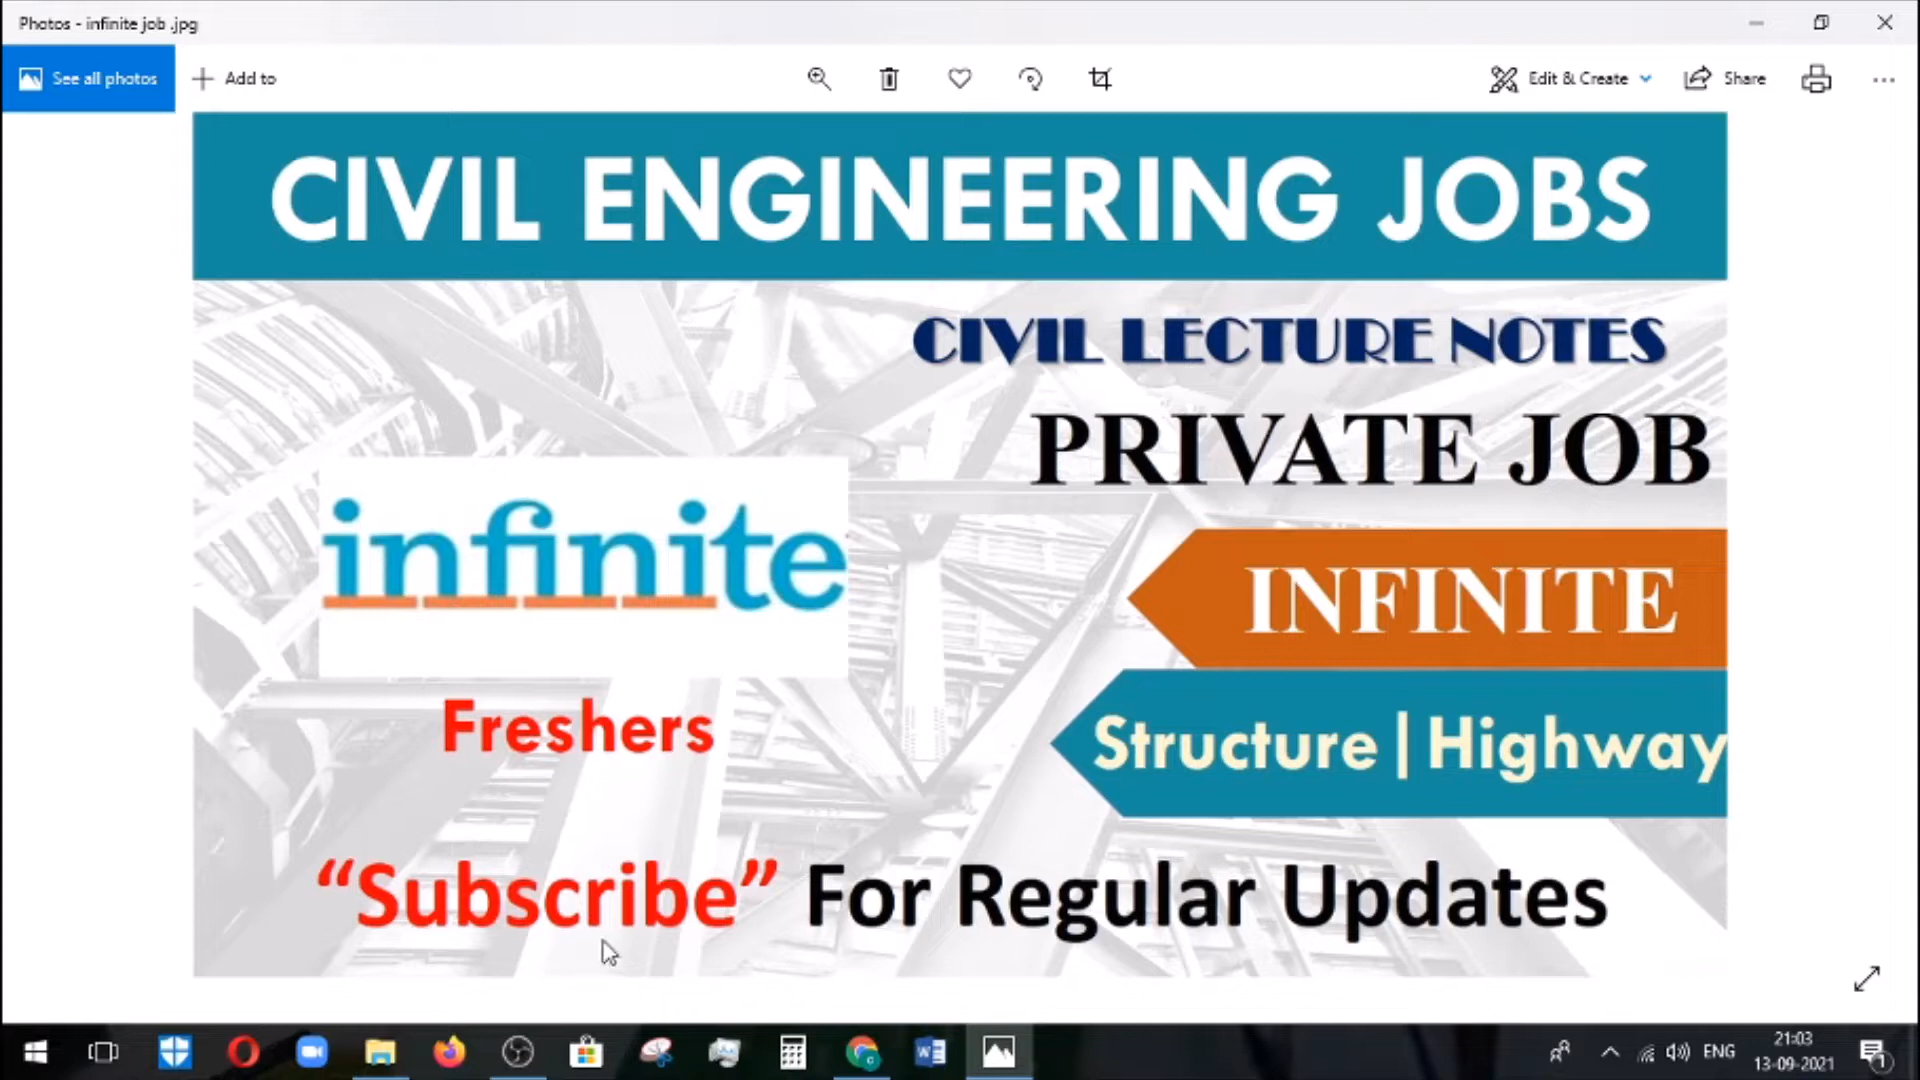 Photos - infinite job .jpg
See all photos
Add to
Edit & Create
Share
CIVIL ENGINEERING JOBS
CIVIL LECTURE NOTES
PRIVATE JOB
infinite
INFINITE
Freshers
Structure | Highway
“Subscribe” For Regular Updates
ENG
21:03
13-09-2021
1